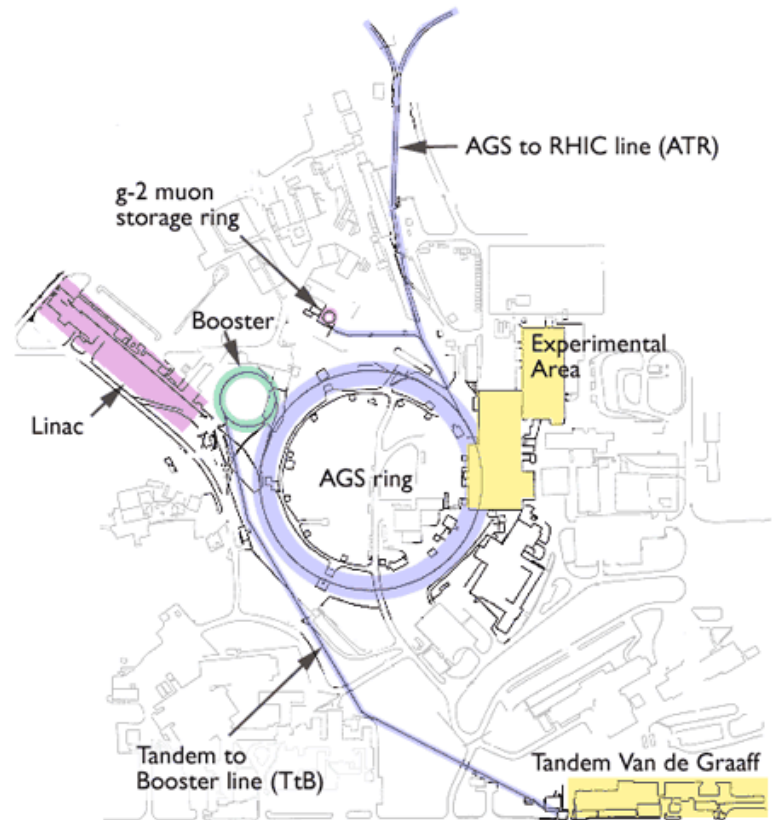 AGS to RHIC line (ATR)
g-2 muon
storage ring
Booster
Experimental
Area
Linac
AGS ring
Tandem to
Booster line (TtB)
Tandem Van de Graaff